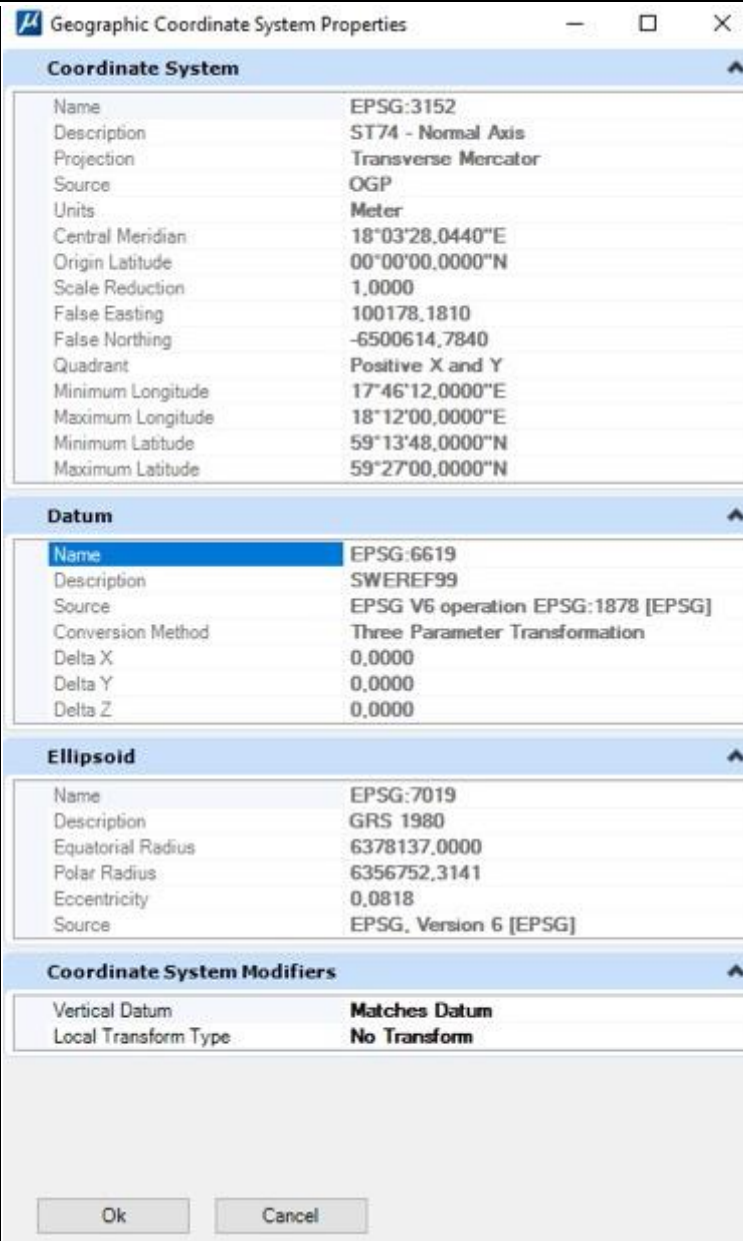 Geographic Coordinate System Properties
Coordinate System
Name EPSG:3152
Description ST74 - Normal Axis
Projection Transverse Mercator
Source OGP
Units Meter
Central Meridian 18°03'28,0440"E
Origin Latitude 00°00'00,0000"N
Scale Reduction 1,0000
False Easting 100178,1810
False Northing -6500614,7840
Quadrant Positive X and Y
Minimum Longitude 17°46'12,0000"E
Maximum Longitude 18°12'00,0000"E
Minimum Latitude 59°13'48,0000"N
Maximum Latitude 59°27'00,0000"N
Datum
Name EPSG:6619
Description SWEREF99
Source EPSG V6 operation EPSG:1878 [EPSG]
Conversion Method Three Parameter Transformation
Delta X 0,0000
Delta Y 0,0000
Delta Z 0,0000
Ellipsoid
Name EPSG:7019
Description GRS 1980
Equatorial Radius 6378137,0000
Polar Radius 6356752,3141
Eccentricity 0,0818
Source EPSG, Version 6 [EPSG]
Coordinate System Modifiers
Vertical Datum Matches Datum
Local Transform Type No Transform
Ok Cancel